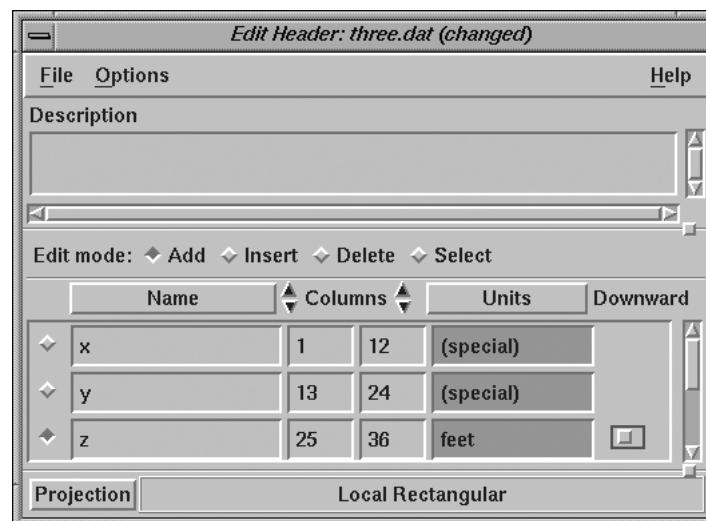 Edit Header: three.dat (changed)
File Options Help
Description
Edit mode: Add Insert Delete Select
Name Columns Units Downward
x 1 12 (special)
y 13 24 (special)
z 25 36 feet
Projection Local Rectangular